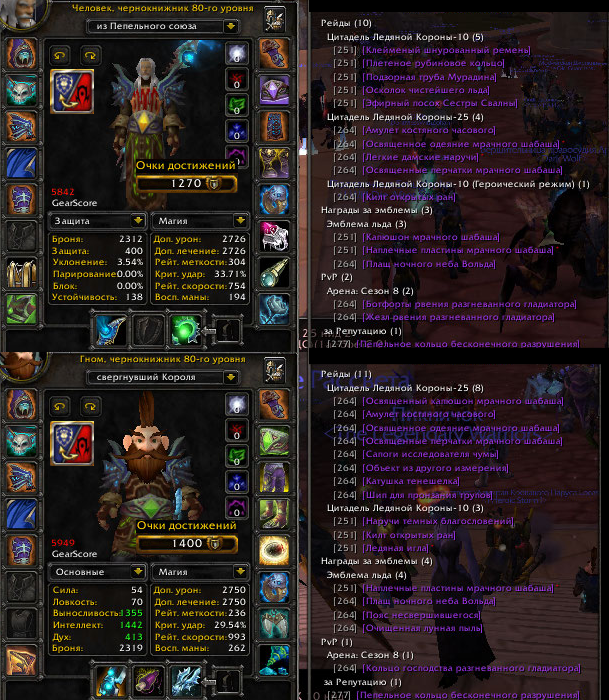 Человек, чернокнижник 80-го уровня
из Пепельного союза
Очки достижений
1270
5842
GearScore
Защита
Магия
Броня: 2312
Защита: 400
Уклонение: 3.54%
Парирование: 0.00%
Блок: 0.00%
Устойчивость: 138
Доп. урон: 2726
Доп. лечение: 2726
Рейт. меткости: 304
Крит. удар: 33.71%
Рейт. скорости: 754
Восп. маны: 194
Рейды (10)
Цитадель Ледяной Короны-10 (5)
[251] [Клейменый шнурованный ремень]
[251] [Плетеное рубиновое кольцо]
[251] [Подзорная труба Мурадина]
[251] [Осколок чистейшего льда]
[251] [Эфирный посох Сестры Свалны]
Цитадель Ледяной Короны-25 (4)
[264] [Амулет костяного часового]
[264] [Освященное одеяние мрачного шабаша]
[264] [Легкие дамские наручи]
[264] [Освященные перчатки мрачного шабаша]
Цитадель Ледяной Короны-10 (Героический режим) (1)
[264] [Килт открытых ран]
Награды за эмблемы (3)
Эмблема льда (3)
[251] [Капюшон мрачного шабаша]
[251] [Наплечные пластины мрачного шабаша]
[264] [Плащ ночного неба Вольда]
PvP (2)
Арена: Сезон 8 (2)
[264] [Ботфорты рвения разгневанного гладиатора]
[264] [Жезл рвения разгневанного гладиатора]
за Репутацию (1)
[277] [Пепельное кольцо бесконечного разрушения]
Гном, чернокнижник 80-го уровня
свергнувший Короля
Очки достижений
1400
5949
GearScore
Основные
Магия
Сила: 54
Ловкость: 70
Выносливость: 1355
Интеллект: 1442
Дух: 413
Броня: 2319
Доп. урон: 2750
Доп. лечение: 2750
Рейт. меткости: 236
Крит. удар: 29.54%
Рейт. скорости: 993
Восп. маны: 262
Рейды (11)
Цитадель Ледяной Короны-25 (8)
[264] [Освященный капюшон мрачного шабаша]
[264] [Амулет костяного часового]
[264] [Освященное одеяние мрачного шабаша]
[264] [Освященные перчатки мрачного шабаша]
[264] [Сапоги исследователя чумы]
[264] [Объект из другого измерения]
[264] [Катушка тенешелка]
[264] [Шип для пронзания трупов]
Цитадель Ледяной Короны-10 (3)
[251] [Наручи темных благословений]
[251] [Килт открытых ран]
[251] [Ледяная игла]
Награды за эмблемы (4)
Эмблема льда (4)
[251] [Наплечные пластины мрачного шабаша]
[264] [Плащ ночного неба Вольда]
[264] [Пояс несвершившегося]
[264] [Очищенная лунная пыль]
PvP (1)
Арена: Сезон 8 (1)
[264] [Кольцо господства разгневанного гладиатора]
за Репутацию (1)
[277] [Пепельное кольцо бесконечного разрушения]